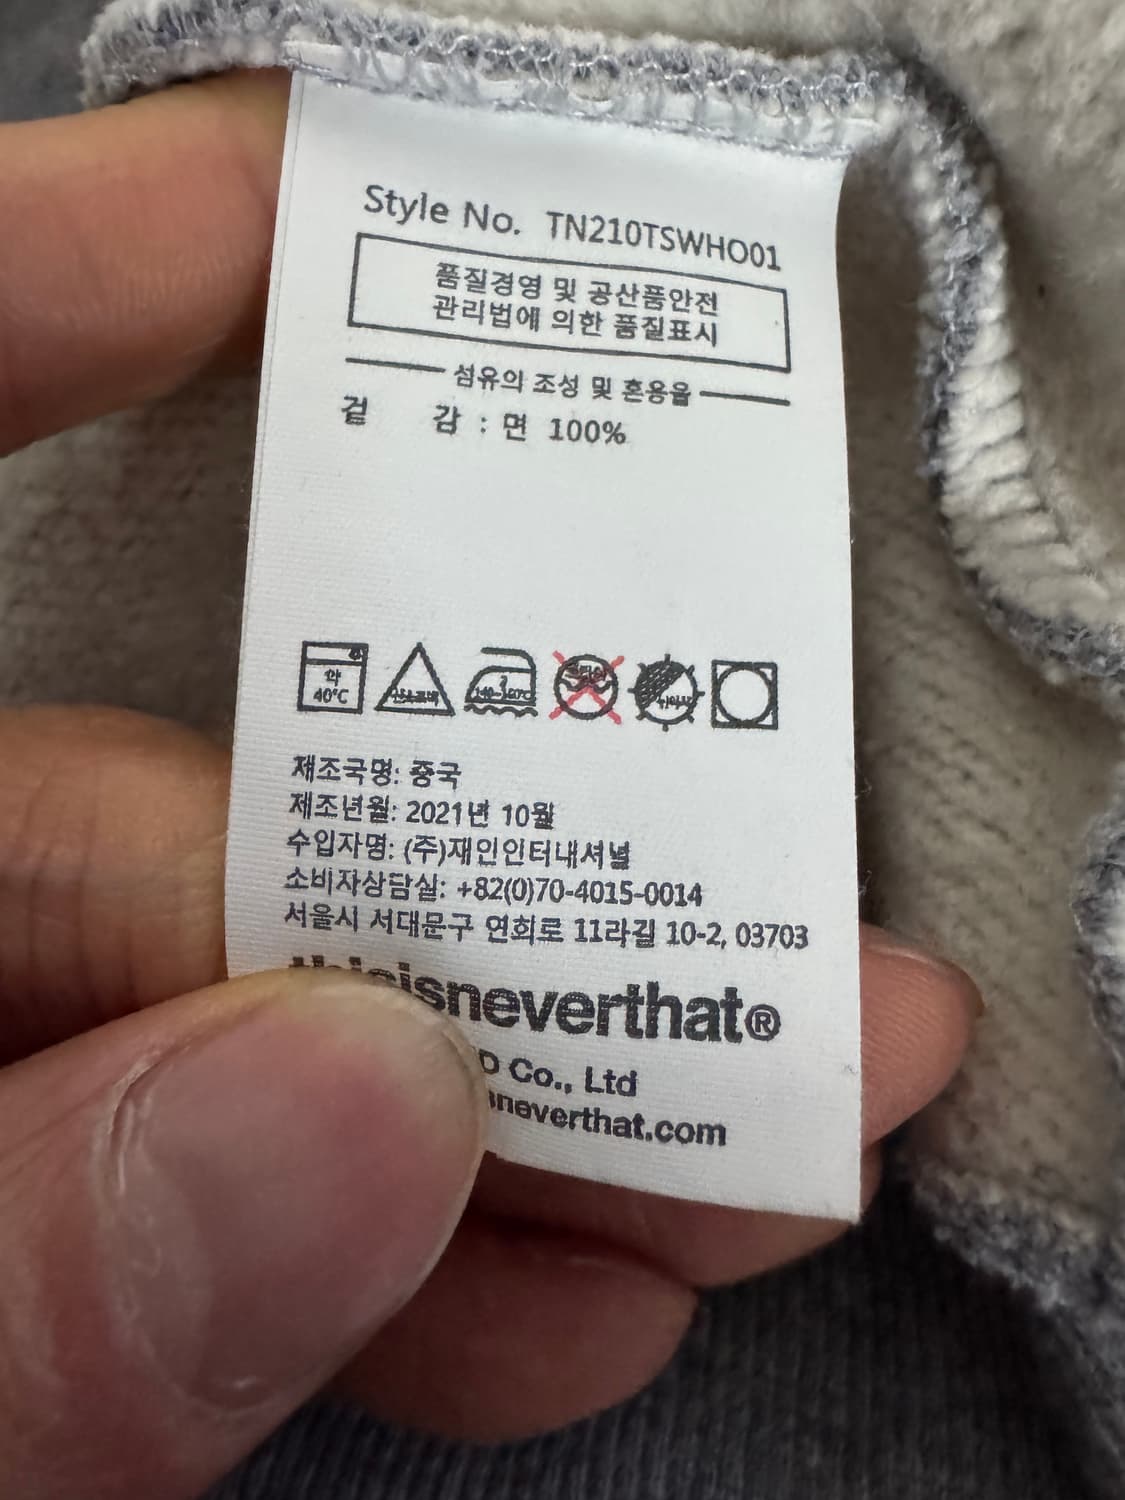 Style No. TN210TSWHO01
품질경영 및 공산품안전
관리법에 의한 품질표시
섬유의 조성 및 혼용율
겉 감 : 면 100%
약
40°C
제조국명: 중국
제조년월: 2021년 10월
수입자명: (주)재인인터내셔널
소비자상담실: +82(0)70-4015-0014
서울시 서대문구 연희로 11라길 10-2, 03703
isneverthat®
D Co., Ltd
sneverthat.com